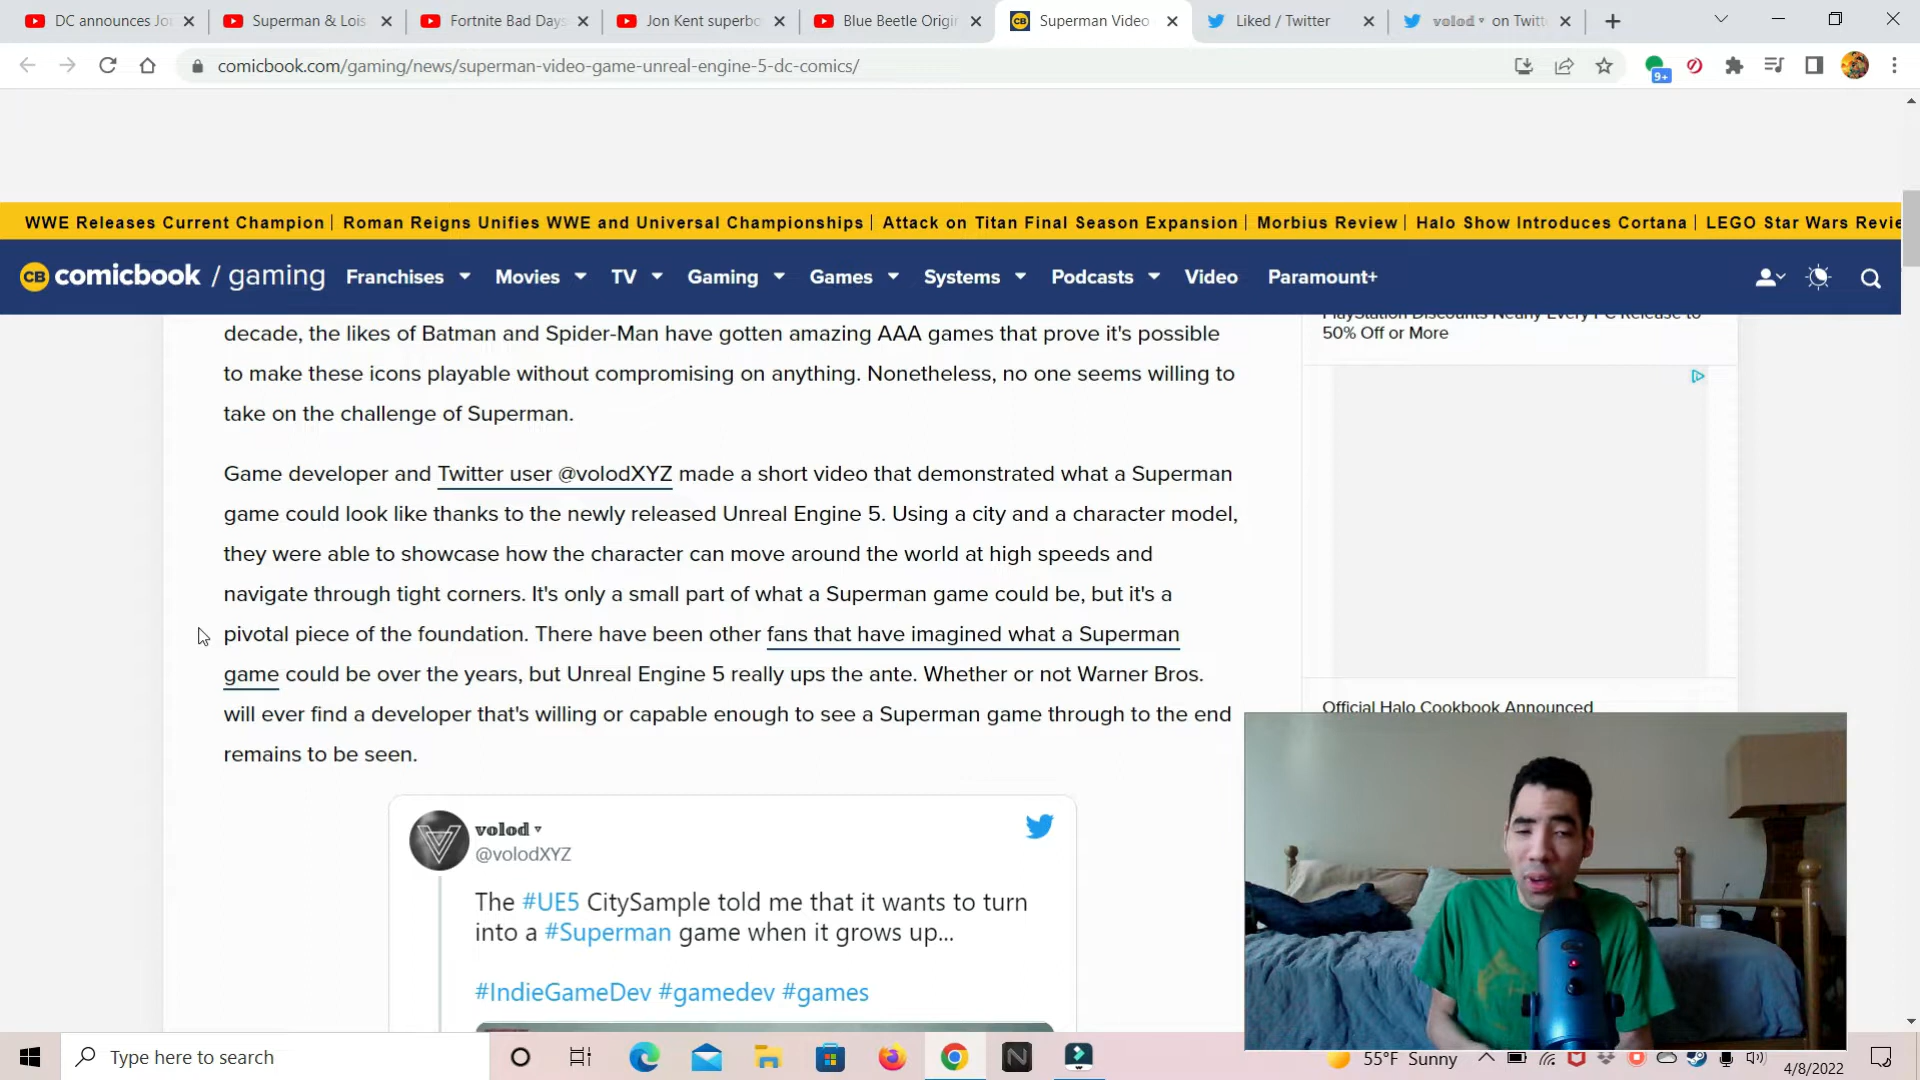 DC announces Jo
Superman & Lois
Fortnite Bad Days
Jon Kent superbo
Blue Beetle Origi
Superman Video
Liked / Twitter
volod ▿ on Twitt
comicbook.com/gaming/news/superman-video-game-unreal-engine-5-dc-comics/
9+
WWE Releases Current Champion | Roman Reigns Unifies WWE and Universal Championships | Attack on Titan Final Season Expansion | Morbius Review | Halo Show Introduces Cortana | LEGO Star Wars Revie
CB comicbook / gaming Franchises Movies TV Gaming Games Systems Podcasts Video Paramount+
decade, the likes of Batman and Spider-Man have gotten amazing AAA games that prove it's possible
to make these icons playable without compromising on anything. Nonetheless, no one seems willing to
take on the challenge of Superman.
Game developer and Twitter user @volodXYZ made a short video that demonstrated what a Superman
game could look like thanks to the newly released Unreal Engine 5. Using a city and a character model,
they were able to showcase how the character can move around the world at high speeds and
navigate through tight corners. It's only a small part of what a Superman game could be, but it's a
pivotal piece of the foundation. There have been other fans that have imagined what a Superman
game could be over the years, but Unreal Engine 5 really ups the ante. Whether or not Warner Bros.
will ever find a developer that's willing or capable enough to see a Superman game through to the end
remains to be seen.
PlayStation Discounts Nearly Every PC Release to
50% Off or More
Official Halo Cookbook Announced
volod ▿
@volodXYZ
The #UE5 CitySample told me that it wants to turn
into a #Superman game when it grows up...
#IndieGameDev #gamedev #games
Type here to search
55°F Sunny
4/8/2022